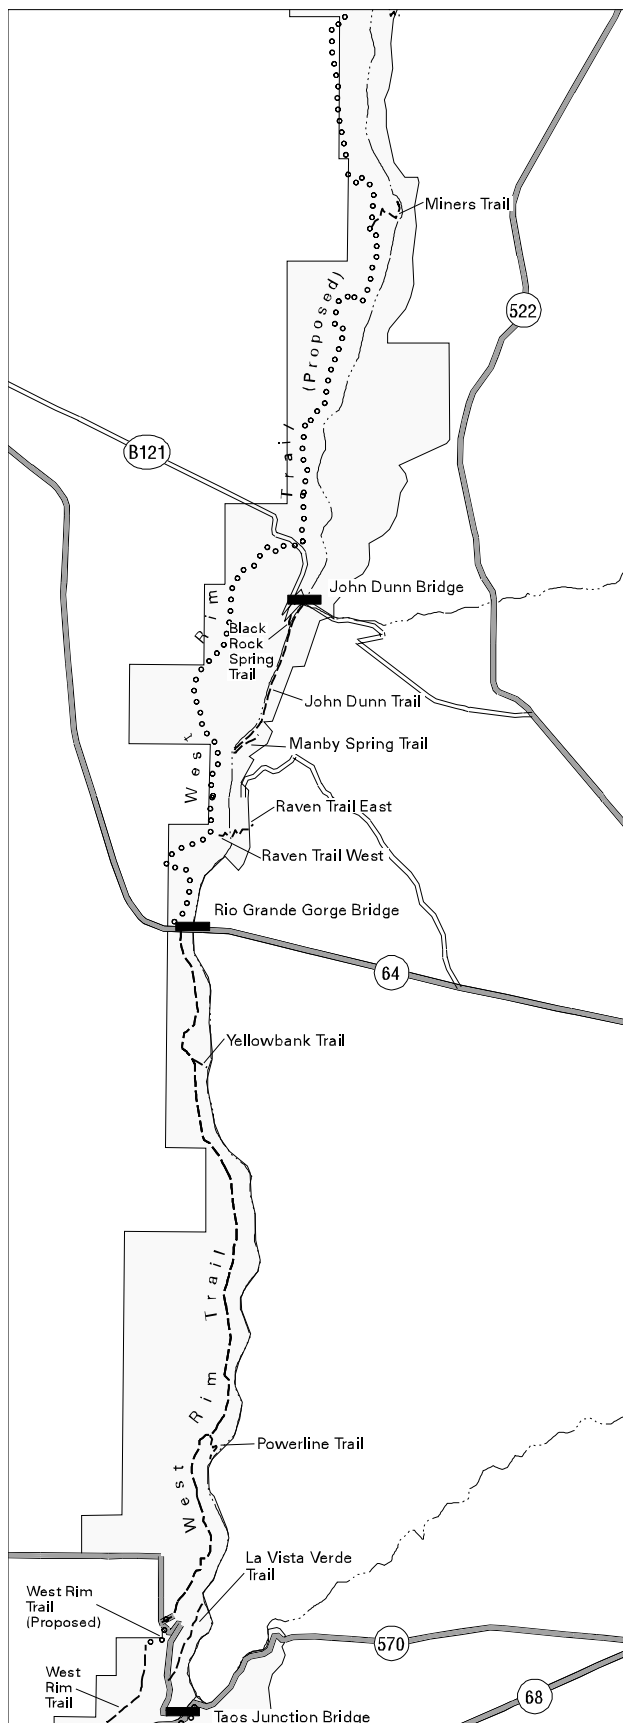 Miners Trail
522
West Rim Trail (Proposed)
B121
John Dunn Bridge
Black
Rock
Spring
Trail
John Dunn Trail
Manby Spring Trail
Raven Trail East
Raven Trail West
Rio Grande Gorge Bridge
64
Yellowbank Trail
West Rim Trail
Powerline Trail
La Vista Verde
Trail
West Rim
Trail
(Proposed)
570
West
Rim
Trail
68
Taos Junction Bridge